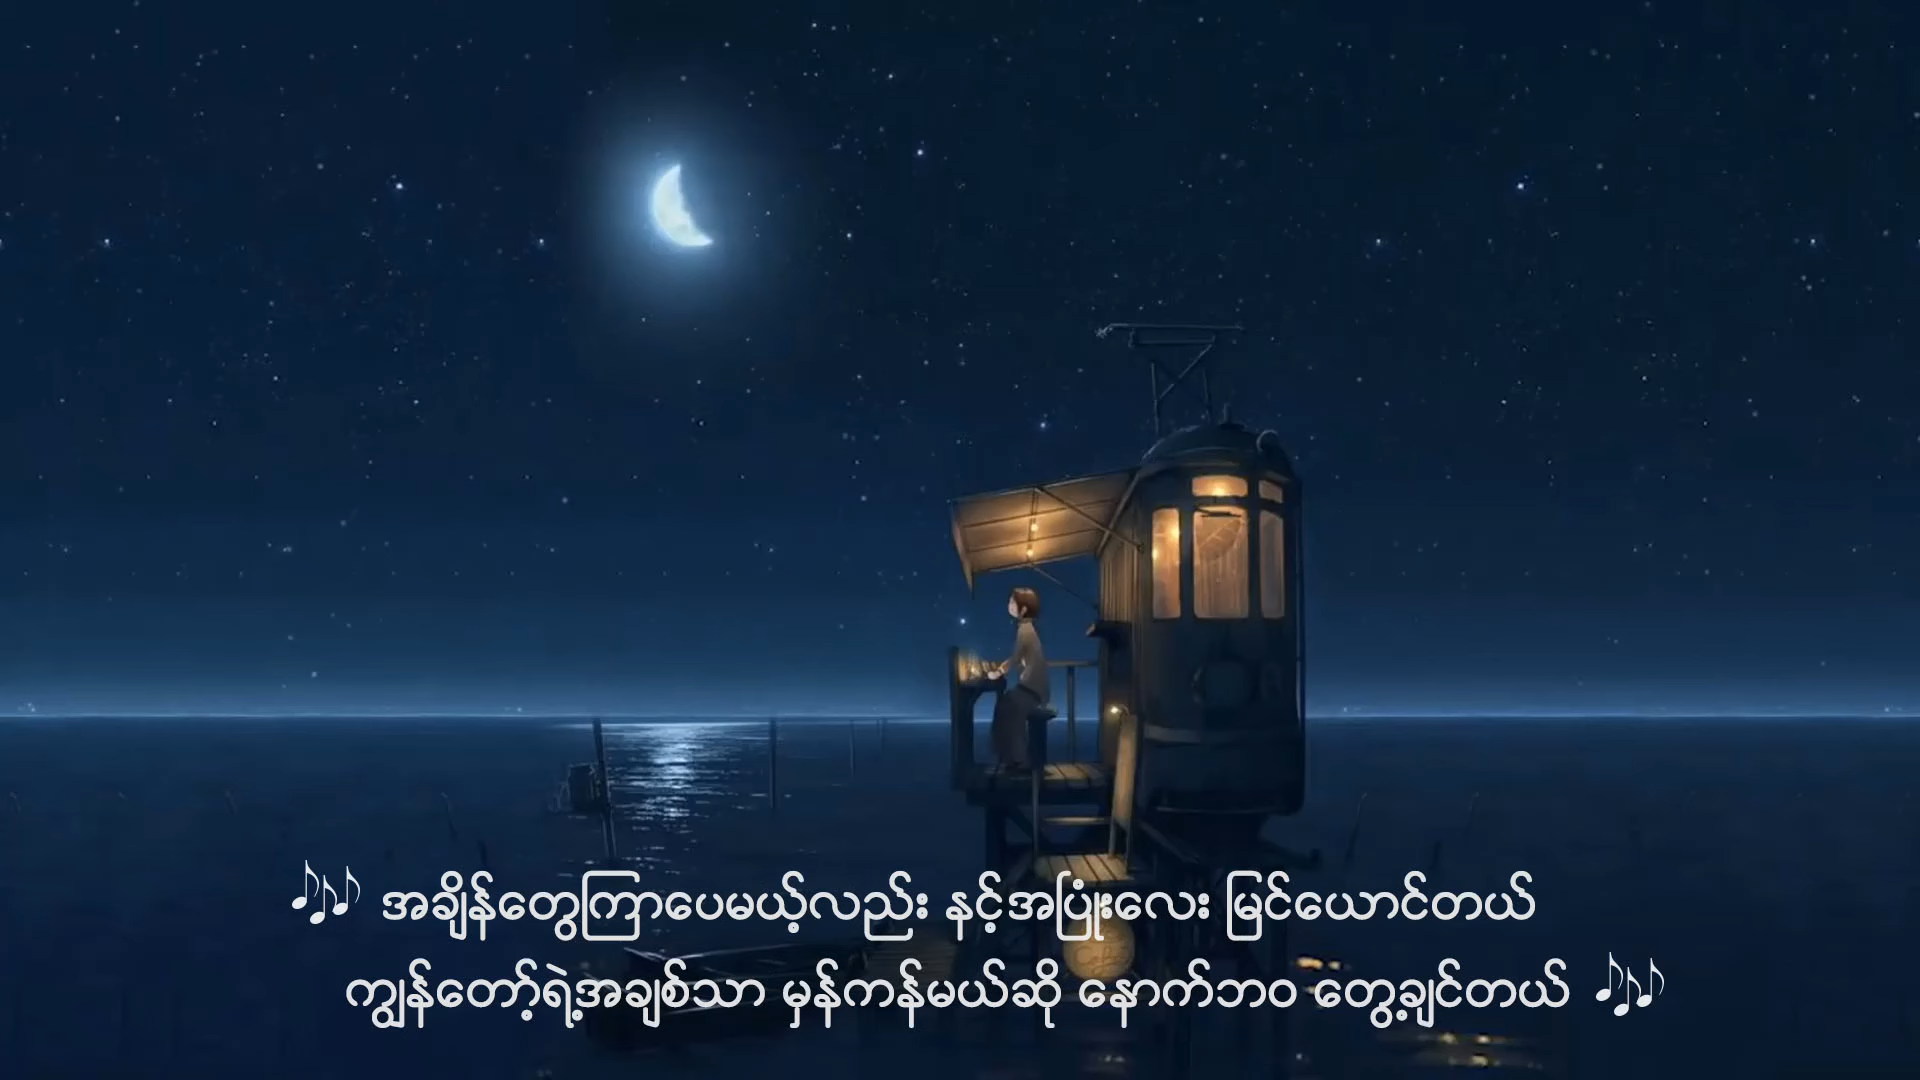 အချိန်တွေကြာပေမယ့်လည်း နင့်အပြုံးလေး မြင်ယောင်တယ်
ကျွန်တော့်ရဲ့အချစ်သာ မှန်ကန်မယ်ဆို နောက်ဘဝ တွေ့ချင်တယ်